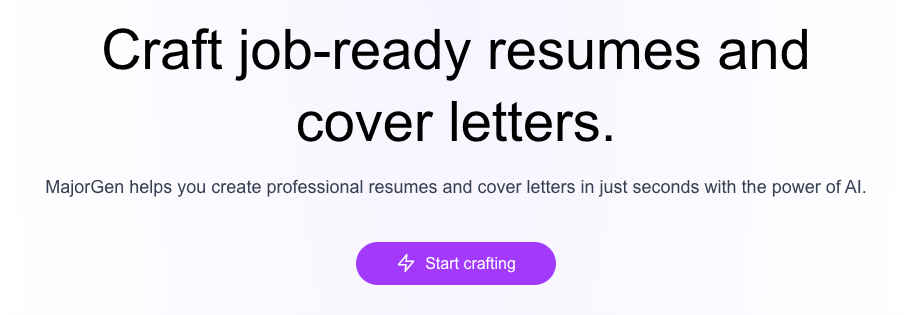 Craft job-ready resumes and
cover letters.
MajorGen helps you create professional resumes and cover letters in just seconds with the power of AI.
Start crafting